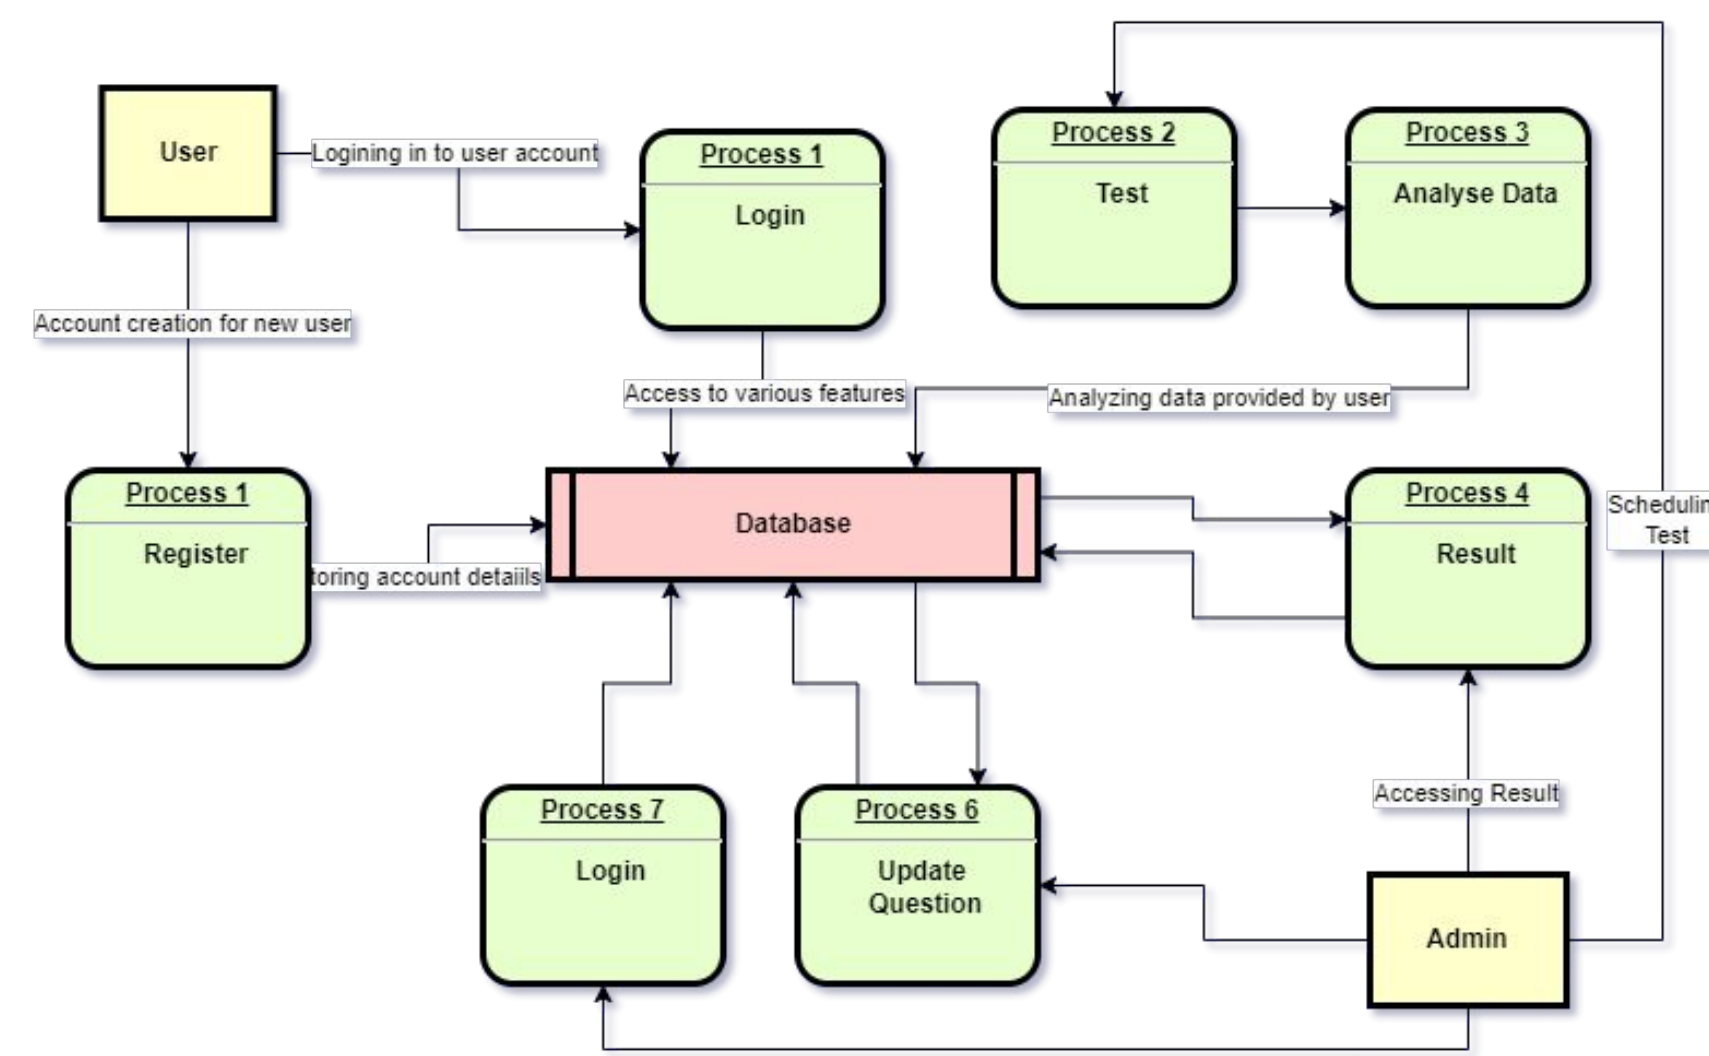 User
Logining in to user account
Process 1
Login
Process 2
Test
Process 3
Analyse Data
Account creation for new user
Access to various features
Analyzing data provided by user
Process 1
Register
toring account detaiils
Database
Process 4
Result
Schedulin
Test
Process 7
Login
Process 6
Update
Question
Accessing Result
Admin